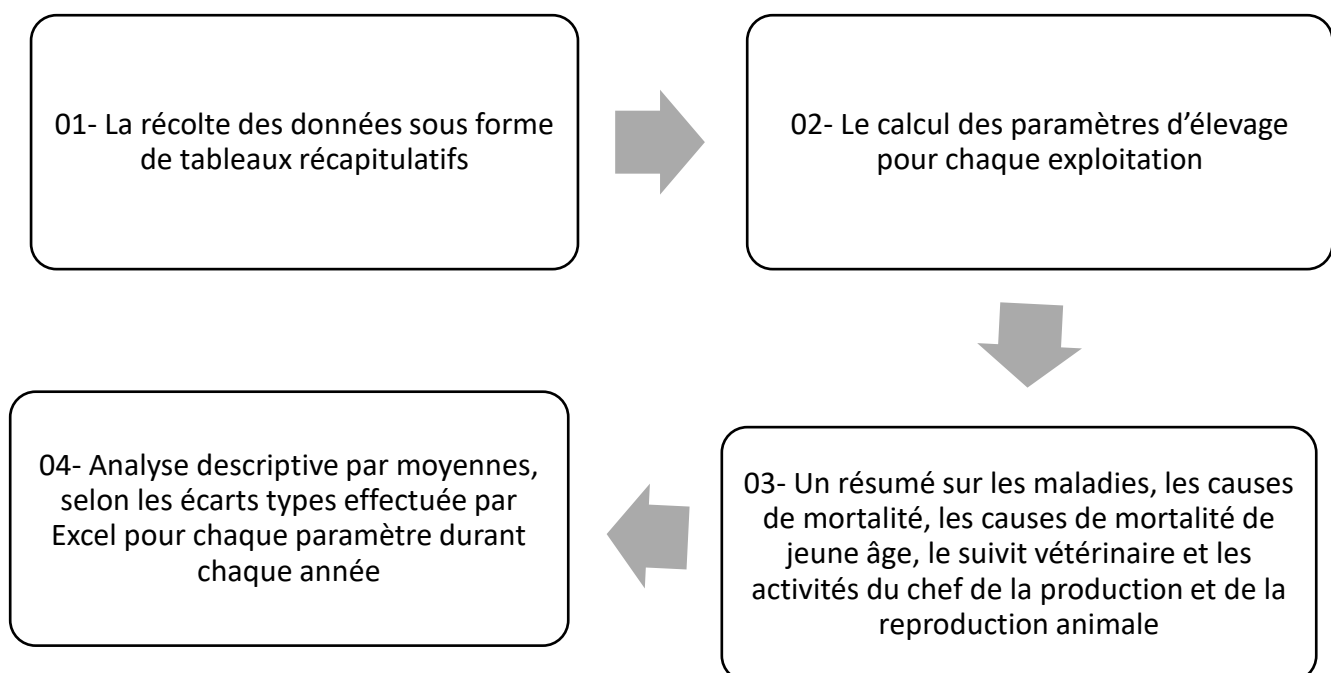 01- La récolte des données sous forme
de tableaux récapitulatifs
02- Le calcul des paramètres d’élevage
pour chaque exploitation
03- Un résumé sur les maladies, les causes
de mortalité, les causes de mortalité de
jeune âge, le suivit vétérinaire et les
activités du chef de la production et de la
reproduction animale
04- Analyse descriptive par moyennes,
selon les écarts types effectuée par
Excel pour chaque paramètre durant
chaque année